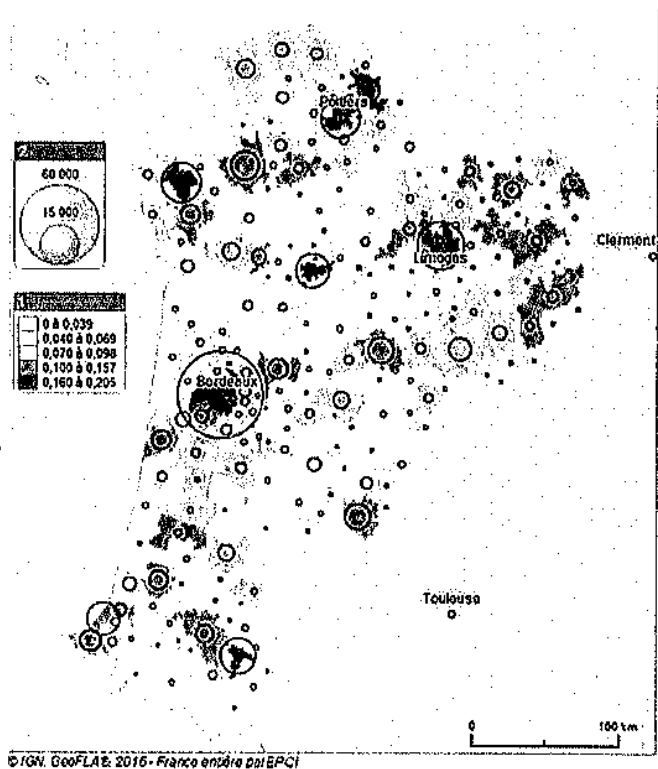 Poitiers
60 000
15 000
Clermont
Limoges
0 à 0,039
0,040 à 0,069
0,070 à 0,098
0,100 à 0,157
0,160 à 0,205
Bordeaux
Toulouse
0 100 km
© IGN, GeoFLA®: 2015 - France entière par EPCI